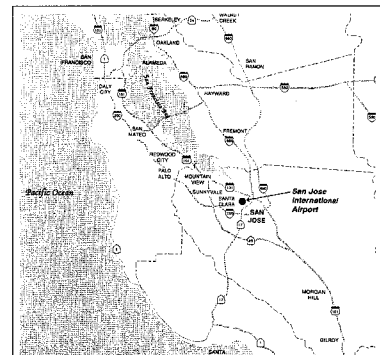 BERKELEY
WALNUT
CREEK
OAKLAND
SAN
FRANCISCO
ALAMEDA
SAN
RAMON
DALY
CITY
HAYWARD
SAN
MATEO
FREMONT
REDWOOD
CITY
PALO
ALTO
MOUNTAIN
VIEW
SUNNYVALE
SANTA
CLARA
San Jose
International
Airport
SAN
JOSE
Pacific Ocean
MORGAN
HILL
GILROY
SANTA